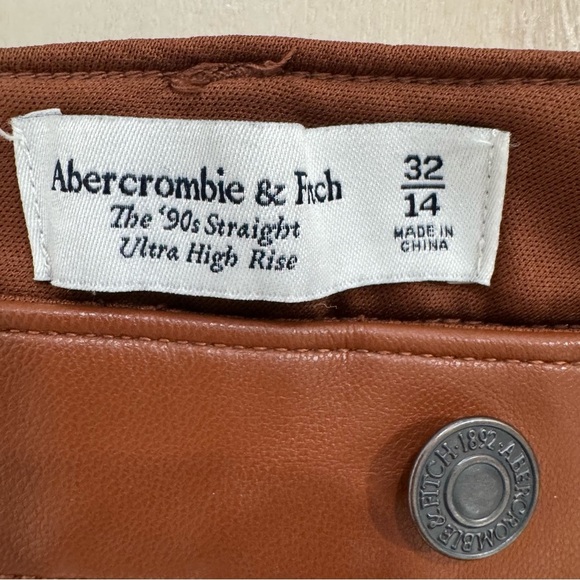 Abercrombie & Fitch
The '90s Straight
Ultra High Rise
32
14
MADE IN
CHINA
ABERCROMBIE & FITCH · 1892 ·